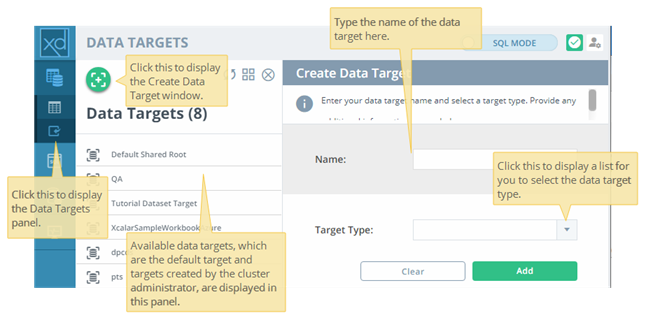 xd
DATA TARGETS
Type the name of the data
target here.
SQL MODE
Click this to display
the Create Data
Target window.
Create Data Target
Enter your data target name and select a target type. Provide any
Data Targets (8)
Name:
Default Shared Root
QA
Tutorial Dataset Target
dpc
pts
Click this to display a list for
you to select the data target
type.
Click this to display
the Data Targets
panel.
Target Type:
Available data targets, which
are the default target and
targets created by the cluster
administrator, are displayed in
this panel.
Clear
Add